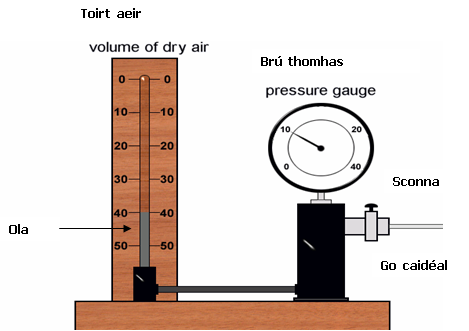 Toirt aeir
volume of dry air
Brú thomhas
pressure gauge
0 0
10 10
20 20
30 30
40 40
50 50
10 20
0 40
Sconna
Ola
Go caidéal